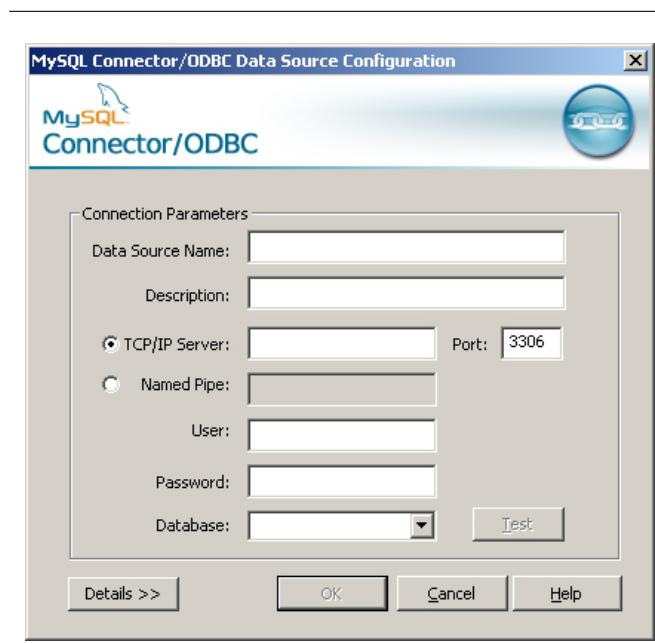 MySQL Connector/ODBC Data Source Configuration
MySQL
Connector/ODBC
Connection Parameters
Data Source Name:
Description:
TCP/IP Server:
Port: 3306
Named Pipe:
User:
Password:
Database:
Test
Details >>
OK
Cancel
Help